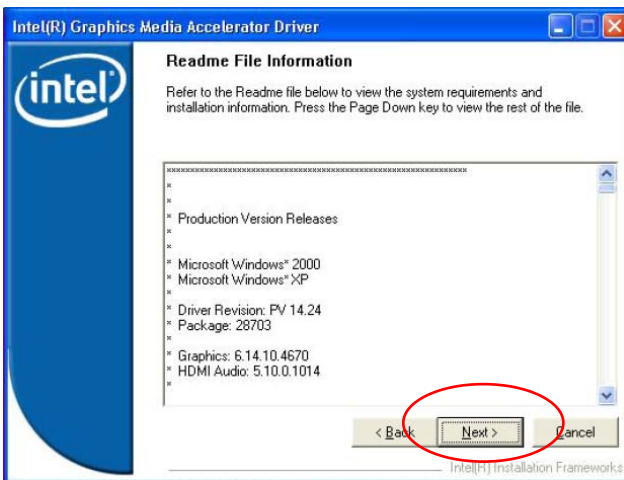 Intel(R) Graphics Media Accelerator Driver
intel
Readme File Information
Refer to the Readme file below to view the system requirements and
installation information. Press the Page Down key to view the rest of the file.
***************************************************************
*
*
* Production Version Releases
*
*
* Microsoft Windows* 2000
* Microsoft Windows* XP
*
* Driver Revision: PV 14.24
* Package: 28703
*
* Graphics: 6.14.10.4670
* HDMI Audio: 5.10.0.1014
*
< Back Next > Cancel
Intel(R) Installation Frameworks